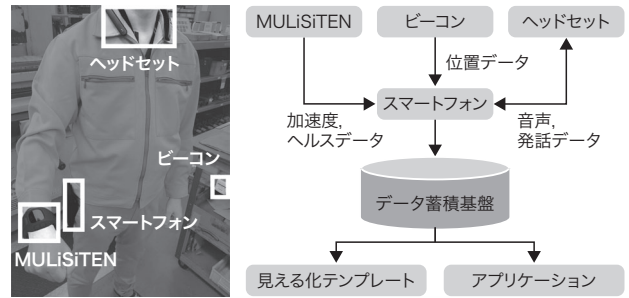 ヘッドセット
ビーコン
スマートフォン
MULiSiTEN
MULiSiTEN
ビーコン
ヘッドセット
位置データ
スマートフォン
加速度,
ヘルスデータ
音声,
発話データ
データ蓄積基盤
見える化テンプレート
アプリケーション